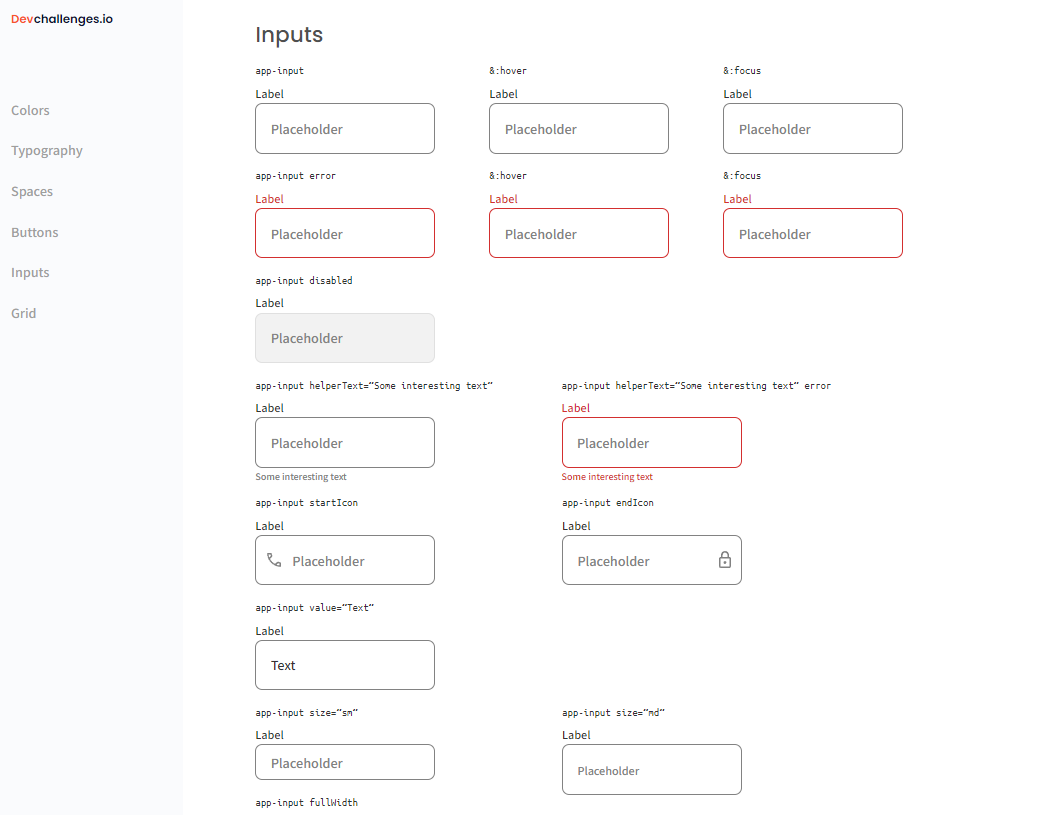 Devchallenges.io
Colors
Typography
Spaces
Buttons
Inputs
Grid
Inputs
app-input &:hover &:focus
Label Label Label
Placeholder Placeholder Placeholder
app-input error &:hover &:focus
Label Label Label
Placeholder Placeholder Placeholder
app-input disabled
Label
Placeholder
app-input helperText="Some interesting text" app-input helperText="Some interesting text" error
Label Label
Placeholder Placeholder
Some interesting text Some interesting text
app-input startIcon app-input endIcon
Label Label
Placeholder Placeholder
app-input value="Text"
Label
Text
app-input size="sm" app-input size="md"
Label Label
Placeholder Placeholder
app-input fullWidth